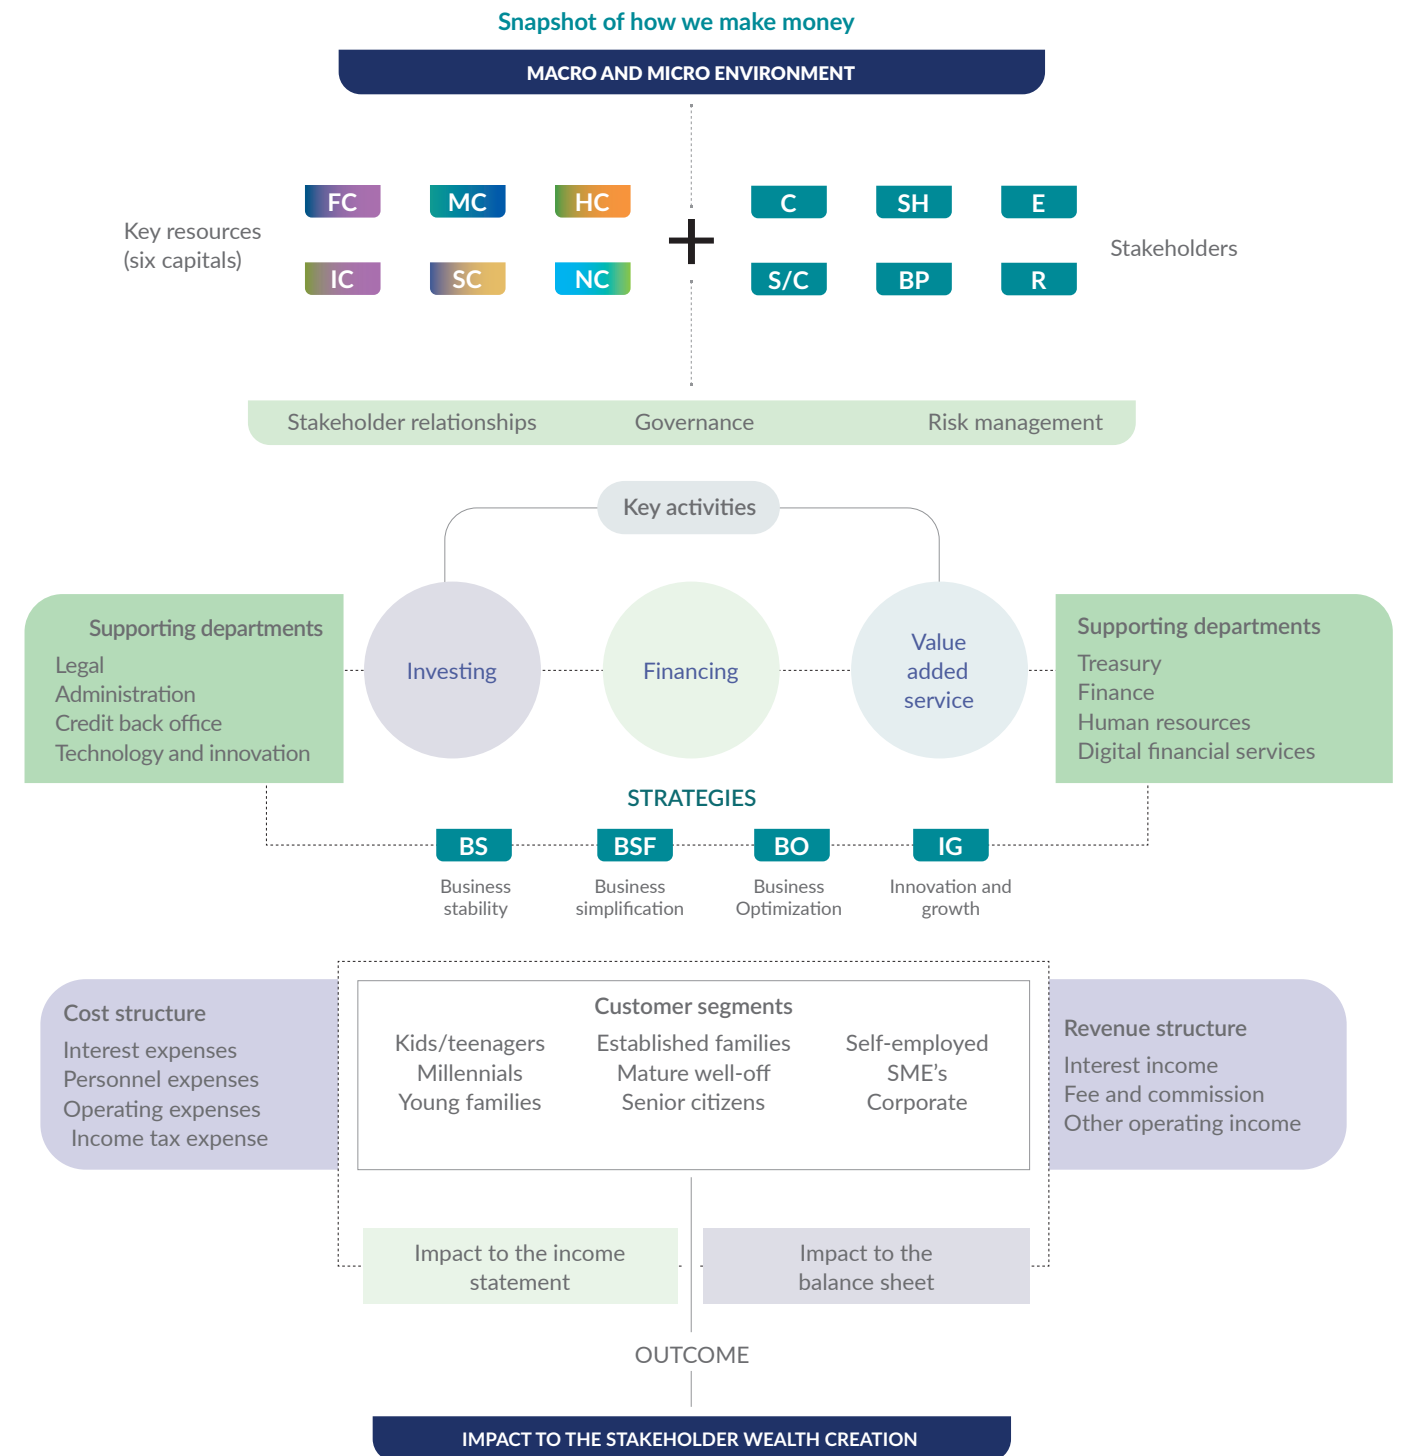 Snapshot of how we make money
MACRO AND MICRO ENVIRONMENT
Key resources
(six capitals)
FC MC HC
IC SC NC
C SH E
S/C BP R
Stakeholders
Stakeholder relationships Governance Risk management
Key activities
Supporting departments
Legal
Administration
Credit back office
Technology and innovation
Investing
Financing
Value
added
service
Supporting departments
Treasury
Finance
Human resources
Digital financial services
STRATEGIES
BS BSF BO IG
Business
stability
Business
simplification
Business
Optimization
Innovation and
growth
Cost structure
Interest expenses
Personnel expenses
Operating expenses
Income tax expense
Customer segments
Kids/teenagers
Millennials
Young families
Established families
Mature well-off
Senior citizens
Self-employed
SME’s
Corporate
Revenue structure
Interest income
Fee and commission
Other operating income
Impact to the income
statement
Impact to the
balance sheet
OUTCOME
IMPACT TO THE STAKEHOLDER WEALTH CREATION